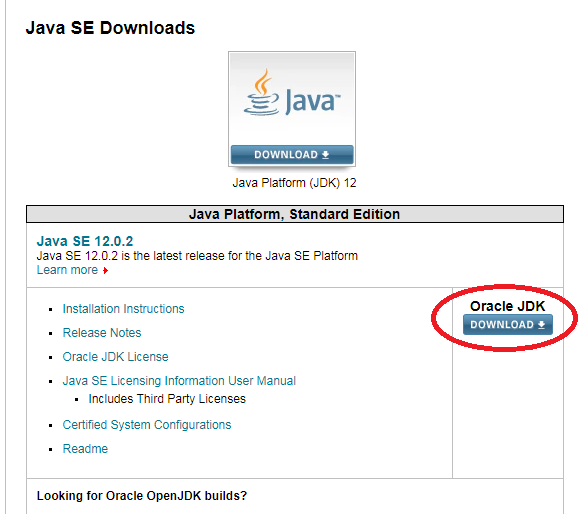 Java SE Downloads
Java™
DOWNLOAD
Java Platform (JDK) 12
Java Platform, Standard Edition
Java SE 12.0.2
Java SE 12.0.2 is the latest release for the Java SE Platform
Learn more
Installation Instructions
Release Notes
Oracle JDK License
Java SE Licensing Information User Manual
Includes Third Party Licenses
Certified System Configurations
Readme
Oracle JDK
DOWNLOAD
Looking for Oracle OpenJDK builds?